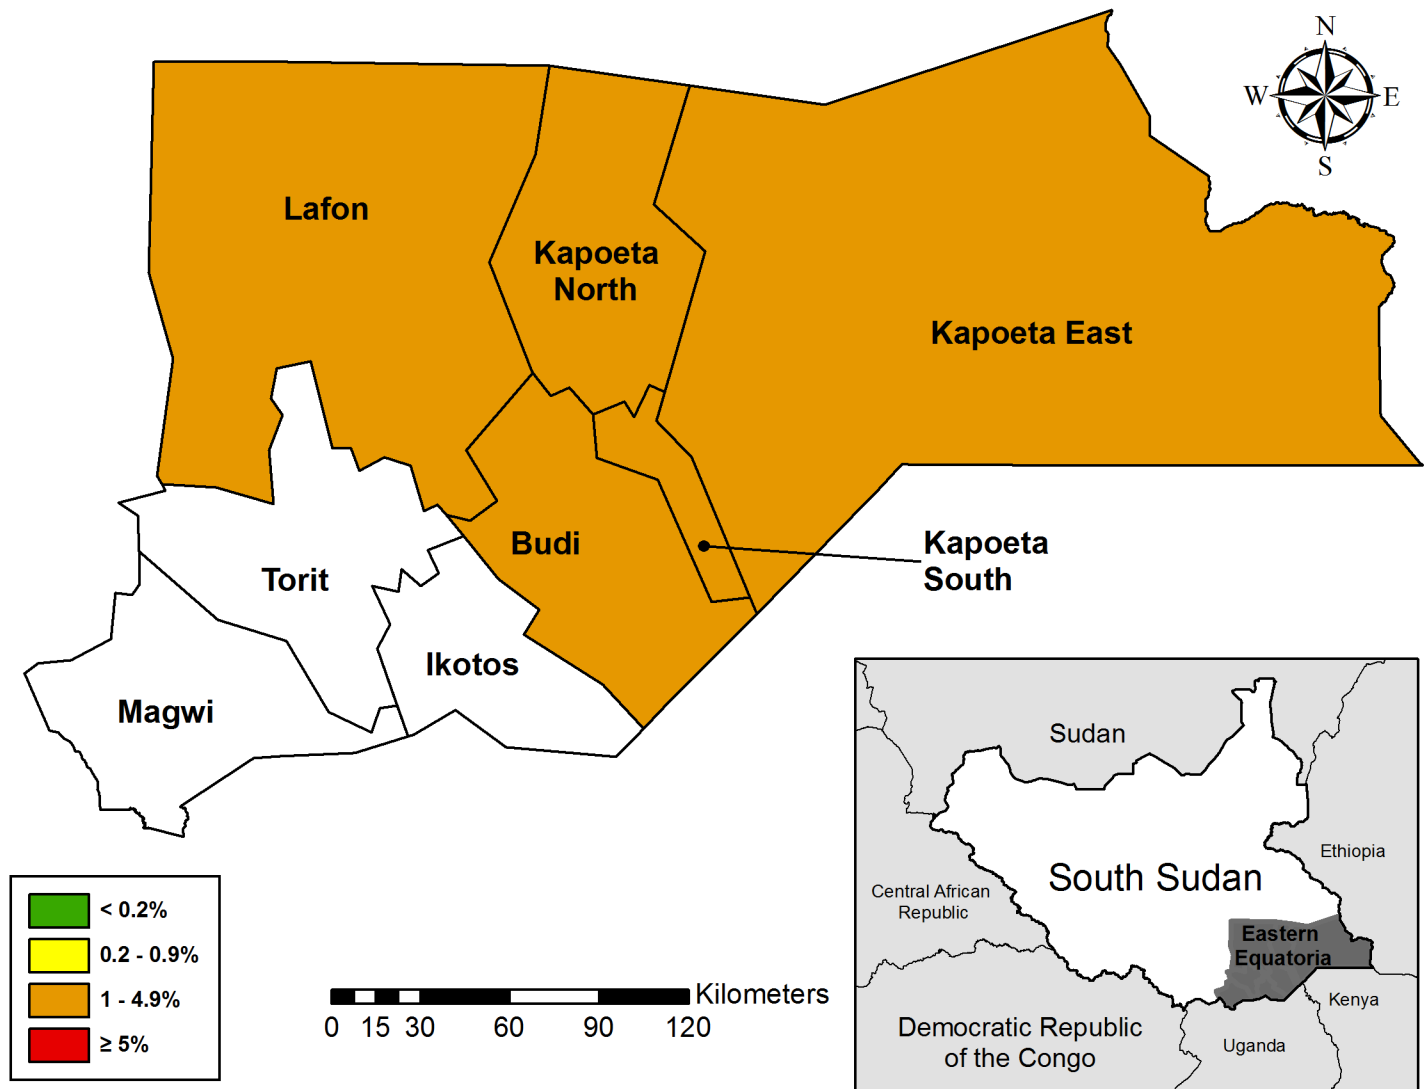 N
W
E
S
Lafon
Kapoeta
North
Kapoeta East
Budi
Kapoeta
South
Torit
Ikotos
Magwi
< 0.2%
0.2 - 0.9%
1 - 4.9%
≥ 5%
Kilometers
0 15 30 60 90 120
Sudan
Ethiopia
South Sudan
Central African
Republic
Eastern
Equatoria
Kenya
Democratic Republic
of the Congo
Uganda